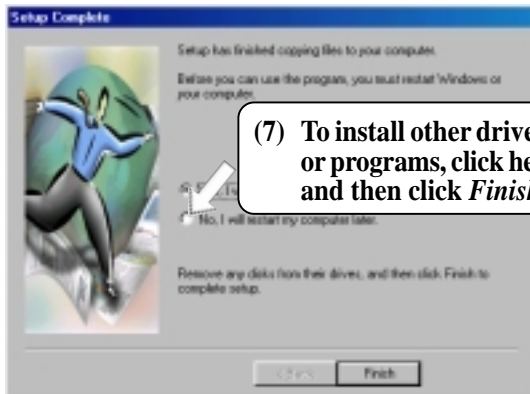 Setup Complete
Setup has finished copying files to your computer.
Before you can use the program, you must restart Windows or
your computer.
(7) To install other drive
or programs, click he
and then click Finish
No, I will restart my computer later.
Remove any disks from their drives, and then click Finish to
complete setup.
< Back
Finish